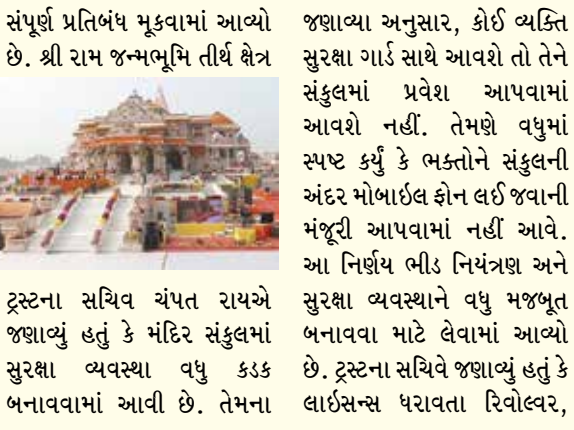 સંપૂર્ણ પ્રતિબંધ મૂકવામાં આવ્યો
છે. શ્રી રામ જન્મભૂમિ તીર્થ ક્ષેત્ર
ટ્રસ્ટના સચિવ ચંપત રાયએ
જણાવ્યું હતું કે મંદિર સંકુલમાં
સુરક્ષા વ્યવસ્થા વધુ કડક
બનાવવામાં આવી છે. તેમના
જણાવ્યા અનુસાર, કોઈ વ્યક્તિ
સુરક્ષા ગાર્ડ સાથે આવશે તો તેને
સંકુલમાં પ્રવેશ આપવામાં
આવશે નહીં. તેમણે વધુમાં
સ્પષ્ટ કર્યું કે ભક્તોને સંકુલની
અંદર મોબાઇલ ફોન લઈ જવાની
મંજૂરી આપવામાં નહીં આવે.
આ નિર્ણય ભીડ નિયંત્રણ અને
સુરક્ષા વ્યવસ્થાને વધુ મજબૂત
બનાવવા માટે લેવામાં આવ્યો
છે. ટ્રસ્ટના સચિવે જણાવ્યું હતું કે
લાઇસન્સ ધરાવતા રિવોલ્વર,